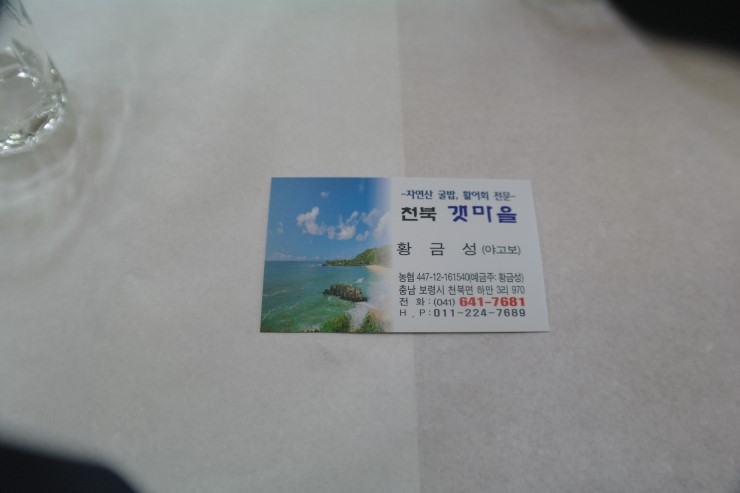 -자연산 굴밥, 활어회 전문-
천북 갯마을
황 금 성 (야고보)
농협 447-12-161540(예금주: 황금성)
충남 보령시 천북면 하만 3리 970
전 화 : (041) 641-7681
H . P : 011-224-7689